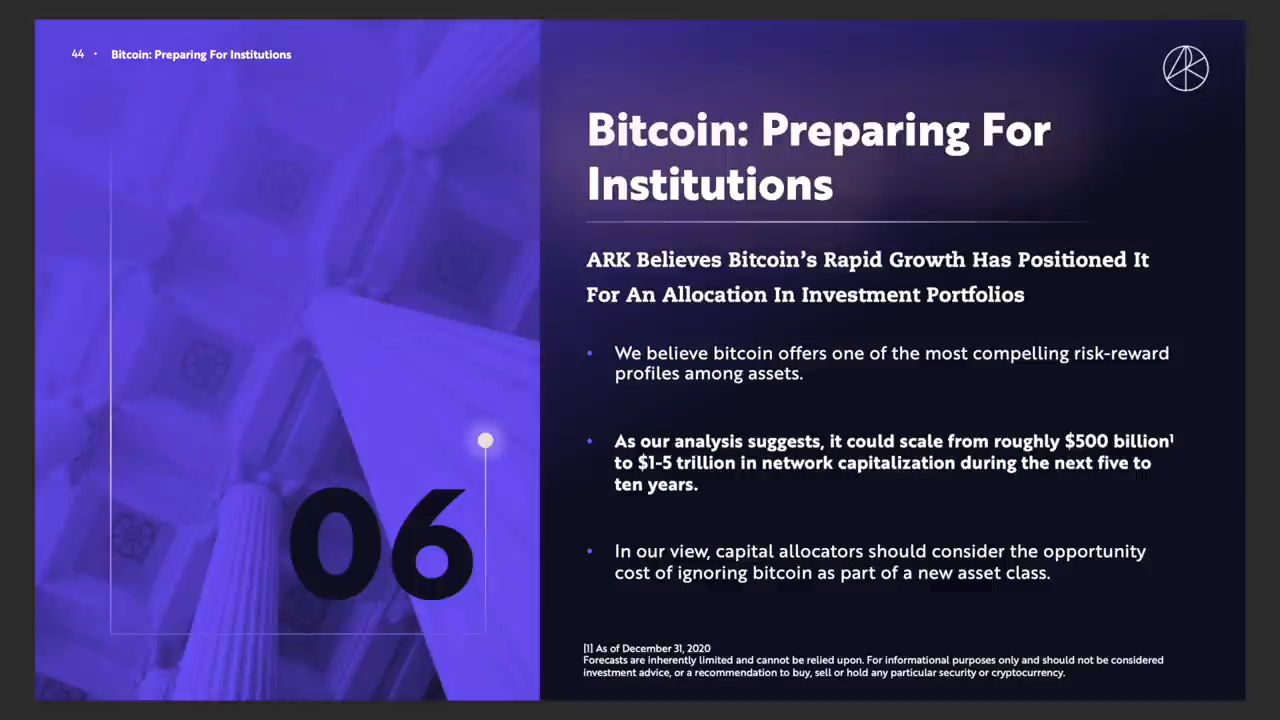 44 • Bitcoin: Preparing For Institutions
ARK
Bitcoin: Preparing For
Institutions
ARK Believes Bitcoin’s Rapid Growth Has Positioned It
For An Allocation In Investment Portfolios
• We believe bitcoin offers one of the most compelling risk-reward
profiles among assets.
• As our analysis suggests, it could scale from roughly $500 billion¹
to $1-5 trillion in network capitalization during the next five to
ten years.
• In our view, capital allocators should consider the opportunity
cost of ignoring bitcoin as part of a new asset class.
06
[1] As of December 31, 2020
Forecasts are inherently limited and cannot be relied upon. For informational purposes only and should not be considered
investment advice, or a recommendation to buy, sell or hold any particular security or cryptocurrency.